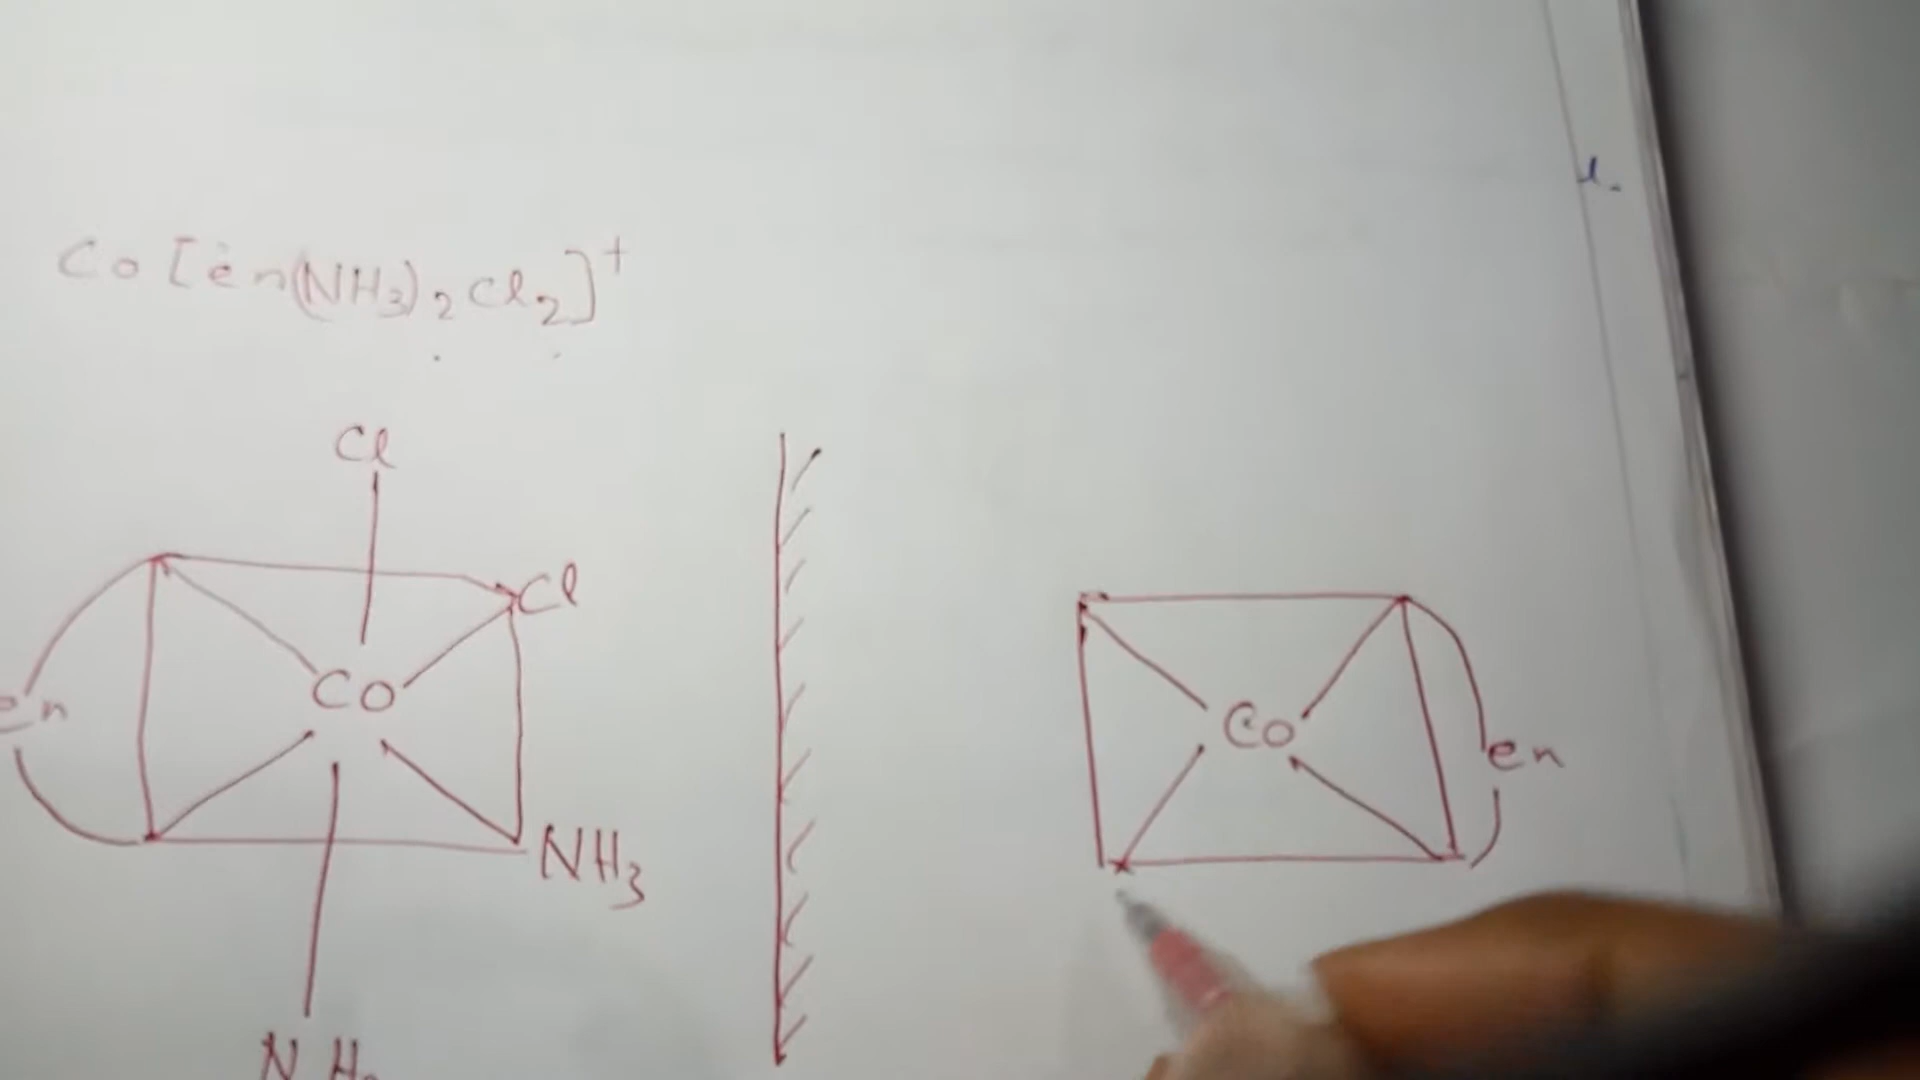 Co [en(NH3)2Cl2]+
Cl
Cl
Co
en
NH3
Co
en